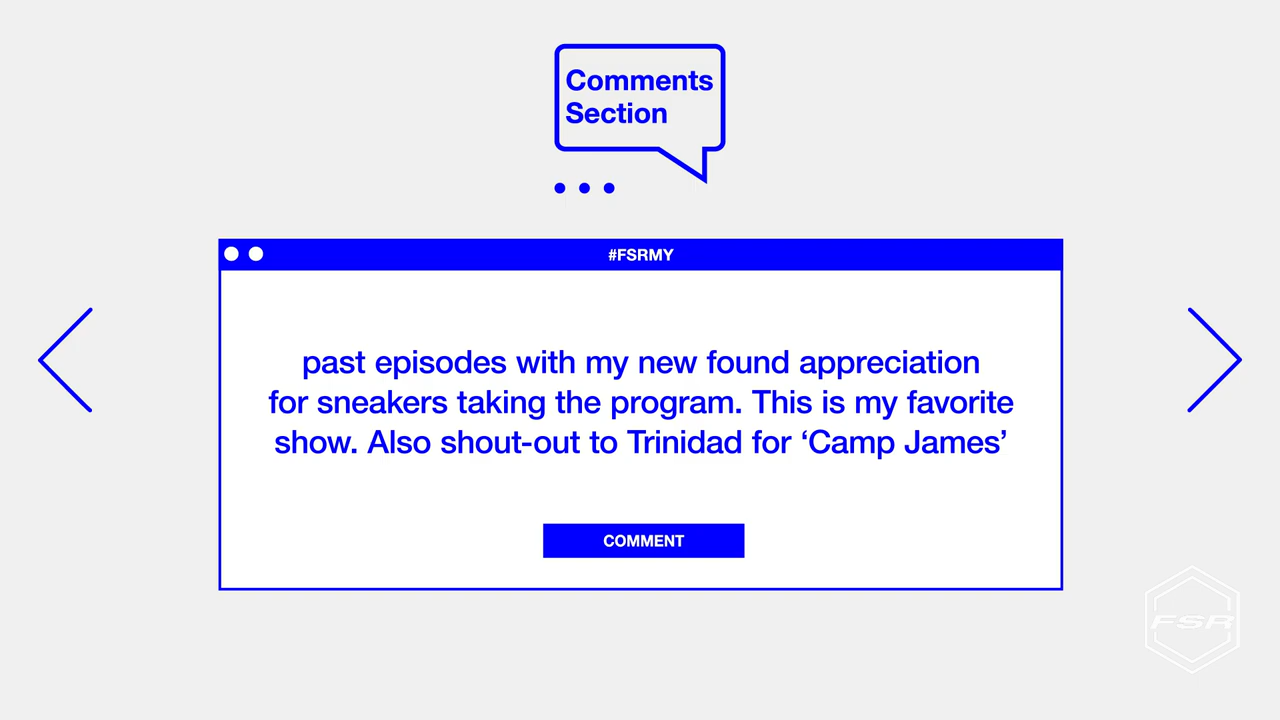 Comments
Section
#FSRMY
past episodes with my new found appreciation
for sneakers taking the program. This is my favorite
show. Also shout-out to Trinidad for ‘Camp James’
COMMENT
FSR